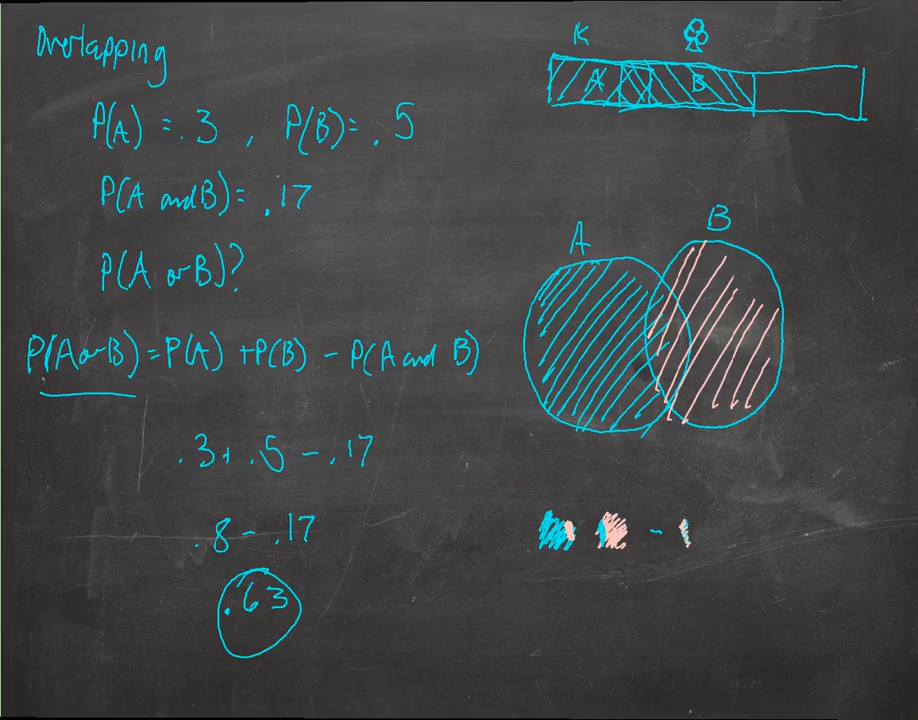 Overlapping
P(A) = .3 , P(B) = .5
P(A and B) = .17
P(A or B)?
P(A or B) = P(A) + P(B) - P(A and B)
.3 + .5 - .17
.8 - .17
.63
K
A B
A B
-